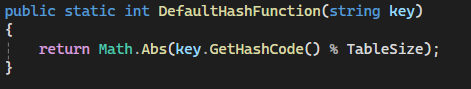 public static int DefaultHashFunction(string key)
{
    return Math.Abs(key.GetHashCode() % TableSize);
}